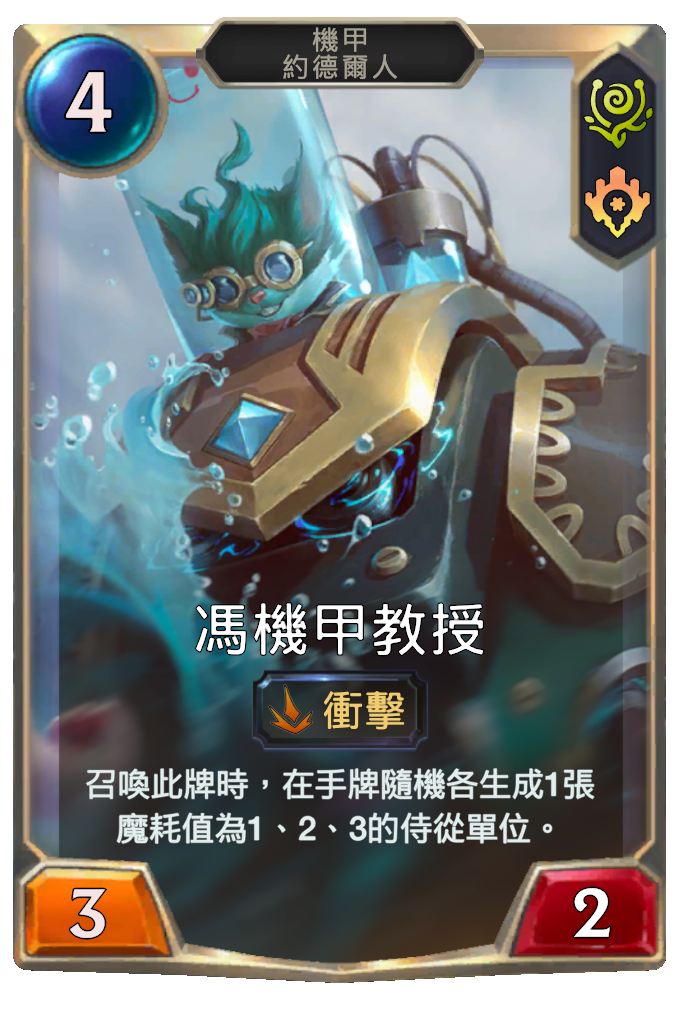 機甲
約德爾人
4
馮機甲教授
衝擊
召喚此牌時，在手牌隨機各生成1張
魔耗值為1、2、3的侍從單位。
3
2